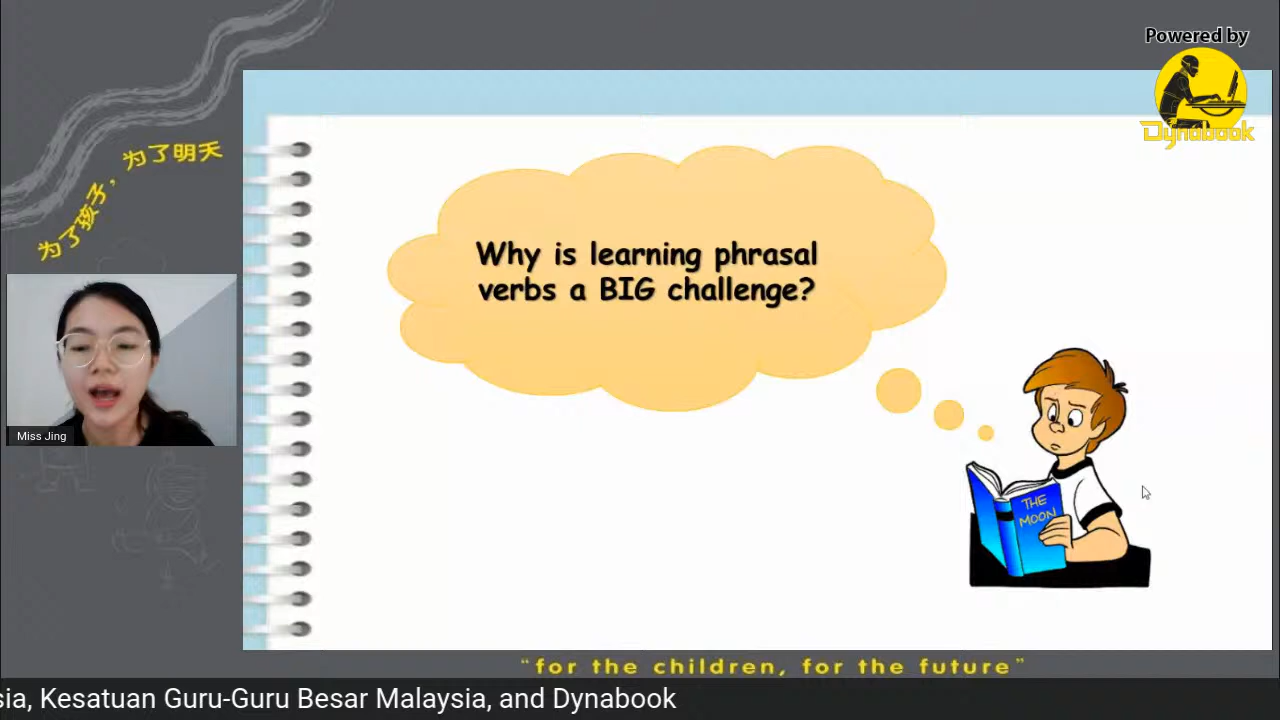 Powered by
Dynabook
为了孩子，为了明天
Why is learning phrasal
verbs a BIG challenge?
THE
MOON
Miss Jing
"for the children, for the future"
sia, Kesatuan Guru-Guru Besar Malaysia, and Dynabook